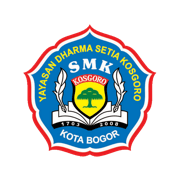 YAYASAN DHARMA SETIA KOSGORO
SMK
KOSGORO
KOTA BOGOR